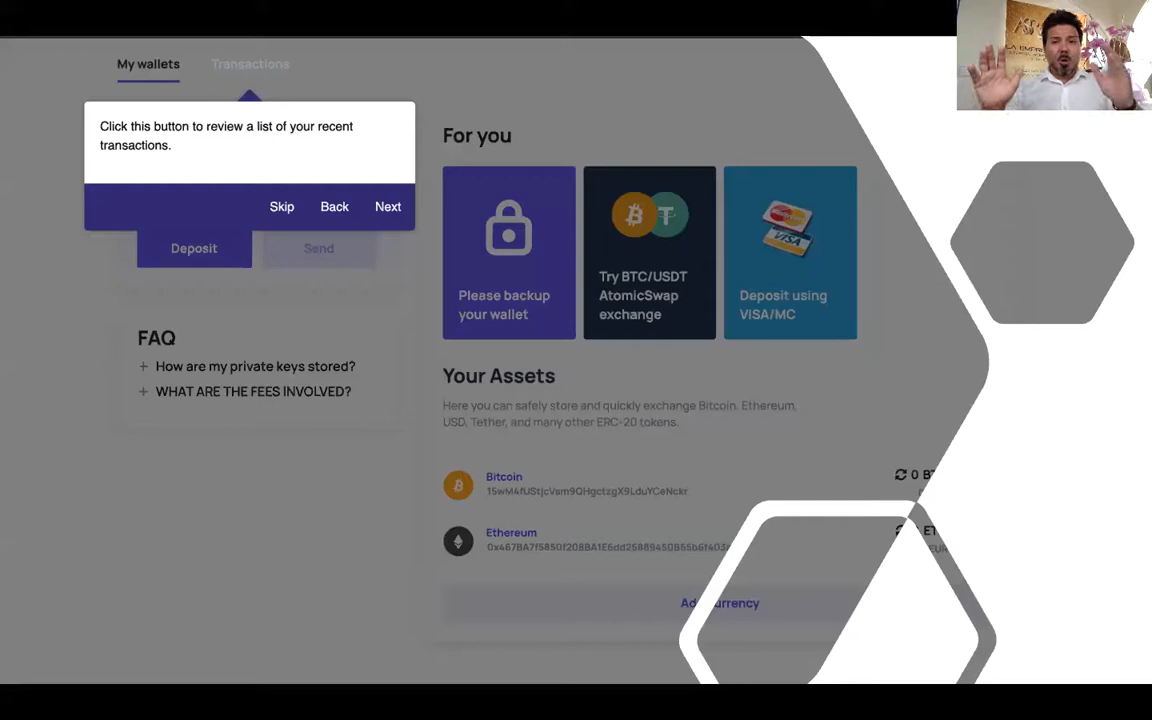 My wallets
Transactions
Click this button to review a list of your recent
transactions.
Skip
Back
Next
Deposit
Send
FAQ
+ How are my private keys stored?
+ WHAT ARE THE FEES INVOLVED?
For you
Please backup
your wallet
Try BTC/USDT
AtomicSwap
exchange
VISA
Deposit using
VISA/MC
Your Assets
Here you can safely store and quickly exchange Bitcoin, Ethereum,
USD, Tether, and many other ERC-20 tokens.
Bitcoin
0
Ethereum